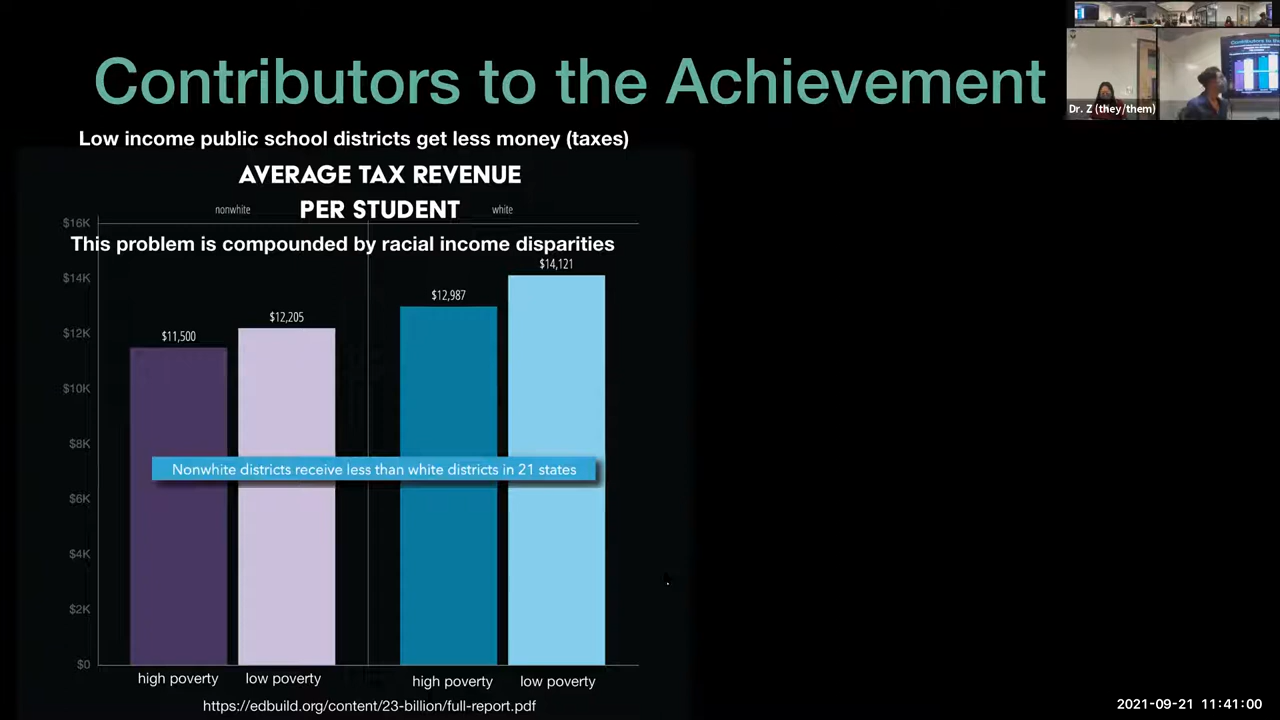 Contributors to the Achievement
Dr. Z (they/them)
Low income public school districts get less money (taxes)
AVERAGE TAX REVENUE
PER STUDENT
nonwhite
white
$16K
This problem is compounded by racial income disparities
$14K
$12K
$10K
$8K
$6K
$4K
$2K
$0
$11,500
$12,205
$12,987
$14,121
Nonwhite districts receive less than white districts in 21 states
high poverty
low poverty
high poverty
low poverty
https://edbuild.org/content/23-billion/full-report.pdf
2021-09-21 11:41:00